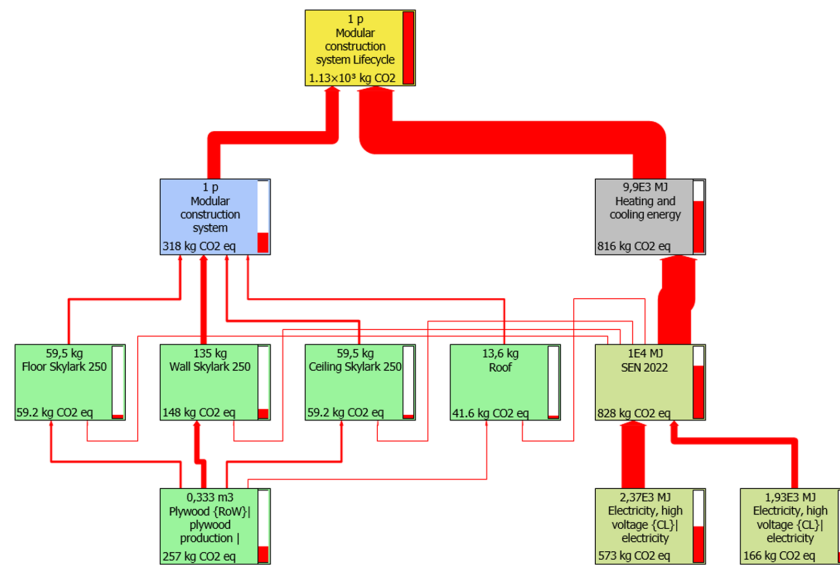 1 p
Modular
construction
system Lifecycle
1.13×10³ kg CO2
1 p
Modular
construction
system
318 kg CO2 eq
9,9E3 MJ
Heating and
cooling energy
816 kg CO2 eq
59,5 kg
Floor Skylark 250
59.2 kg CO2 eq
135 kg
Wall Skylark 250
148 kg CO2 eq
59,5 kg
Ceiling Skylark 250
59.2 kg CO2 eq
13,6 kg
Roof
41.6 kg CO2 eq
1E4 MJ
SEN 2022
828 kg CO2 eq
0,333 m3
Plywood {RoW}|
plywood
production |
257 kg CO2 eq
2,37E3 MJ
Electricity, high
voltage {CL}|
electricity
573 kg CO2 eq
1,93E3 MJ
Electricity, high
voltage {CL}|
electricity
166 kg CO2 eq